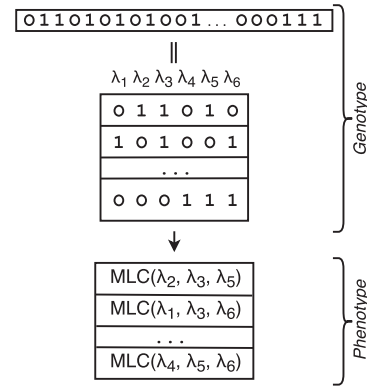 011010101001... 000111
||
λ1 λ2 λ3 λ4 λ5 λ6
0 1 1 0 1 0
1 0 1 0 0 1
...
0 0 0 1 1 1
Genotype
MLC(λ2, λ3, λ5)
MLC(λ1, λ3, λ6)
...
MLC(λ4, λ5, λ6)
Phenotype